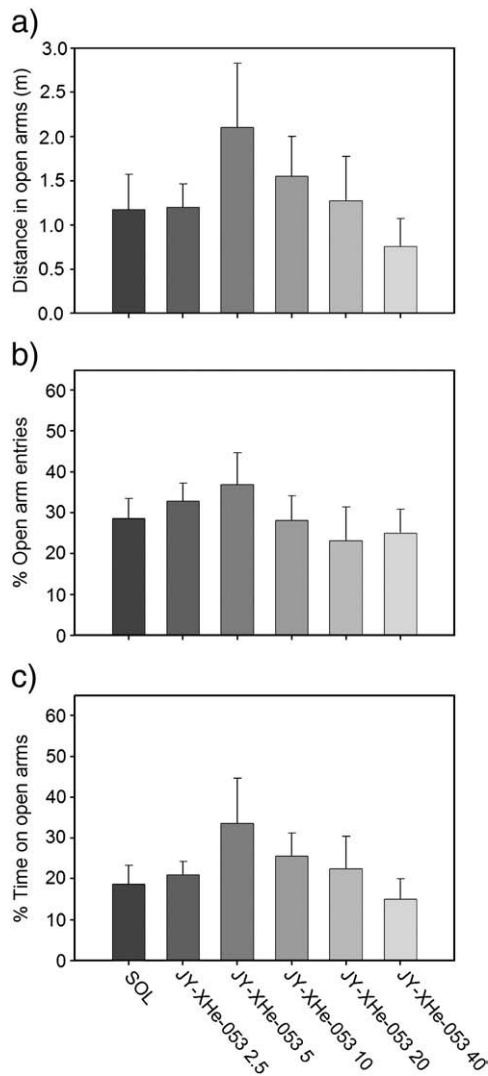 a)
Distance in open arms (m)
3.0
2.5
2.0
1.5
1.0
0.5
0.0
b)
% Open arm entries
60
50
40
30
20
10
0
c)
% Time on open arms
60
50
40
30
20
10
0
SOL
JY-XHe-053 2.5
JY-XHe-053 5
JY-XHe-053 10
JY-XHe-053 20
JY-XHe-053 40